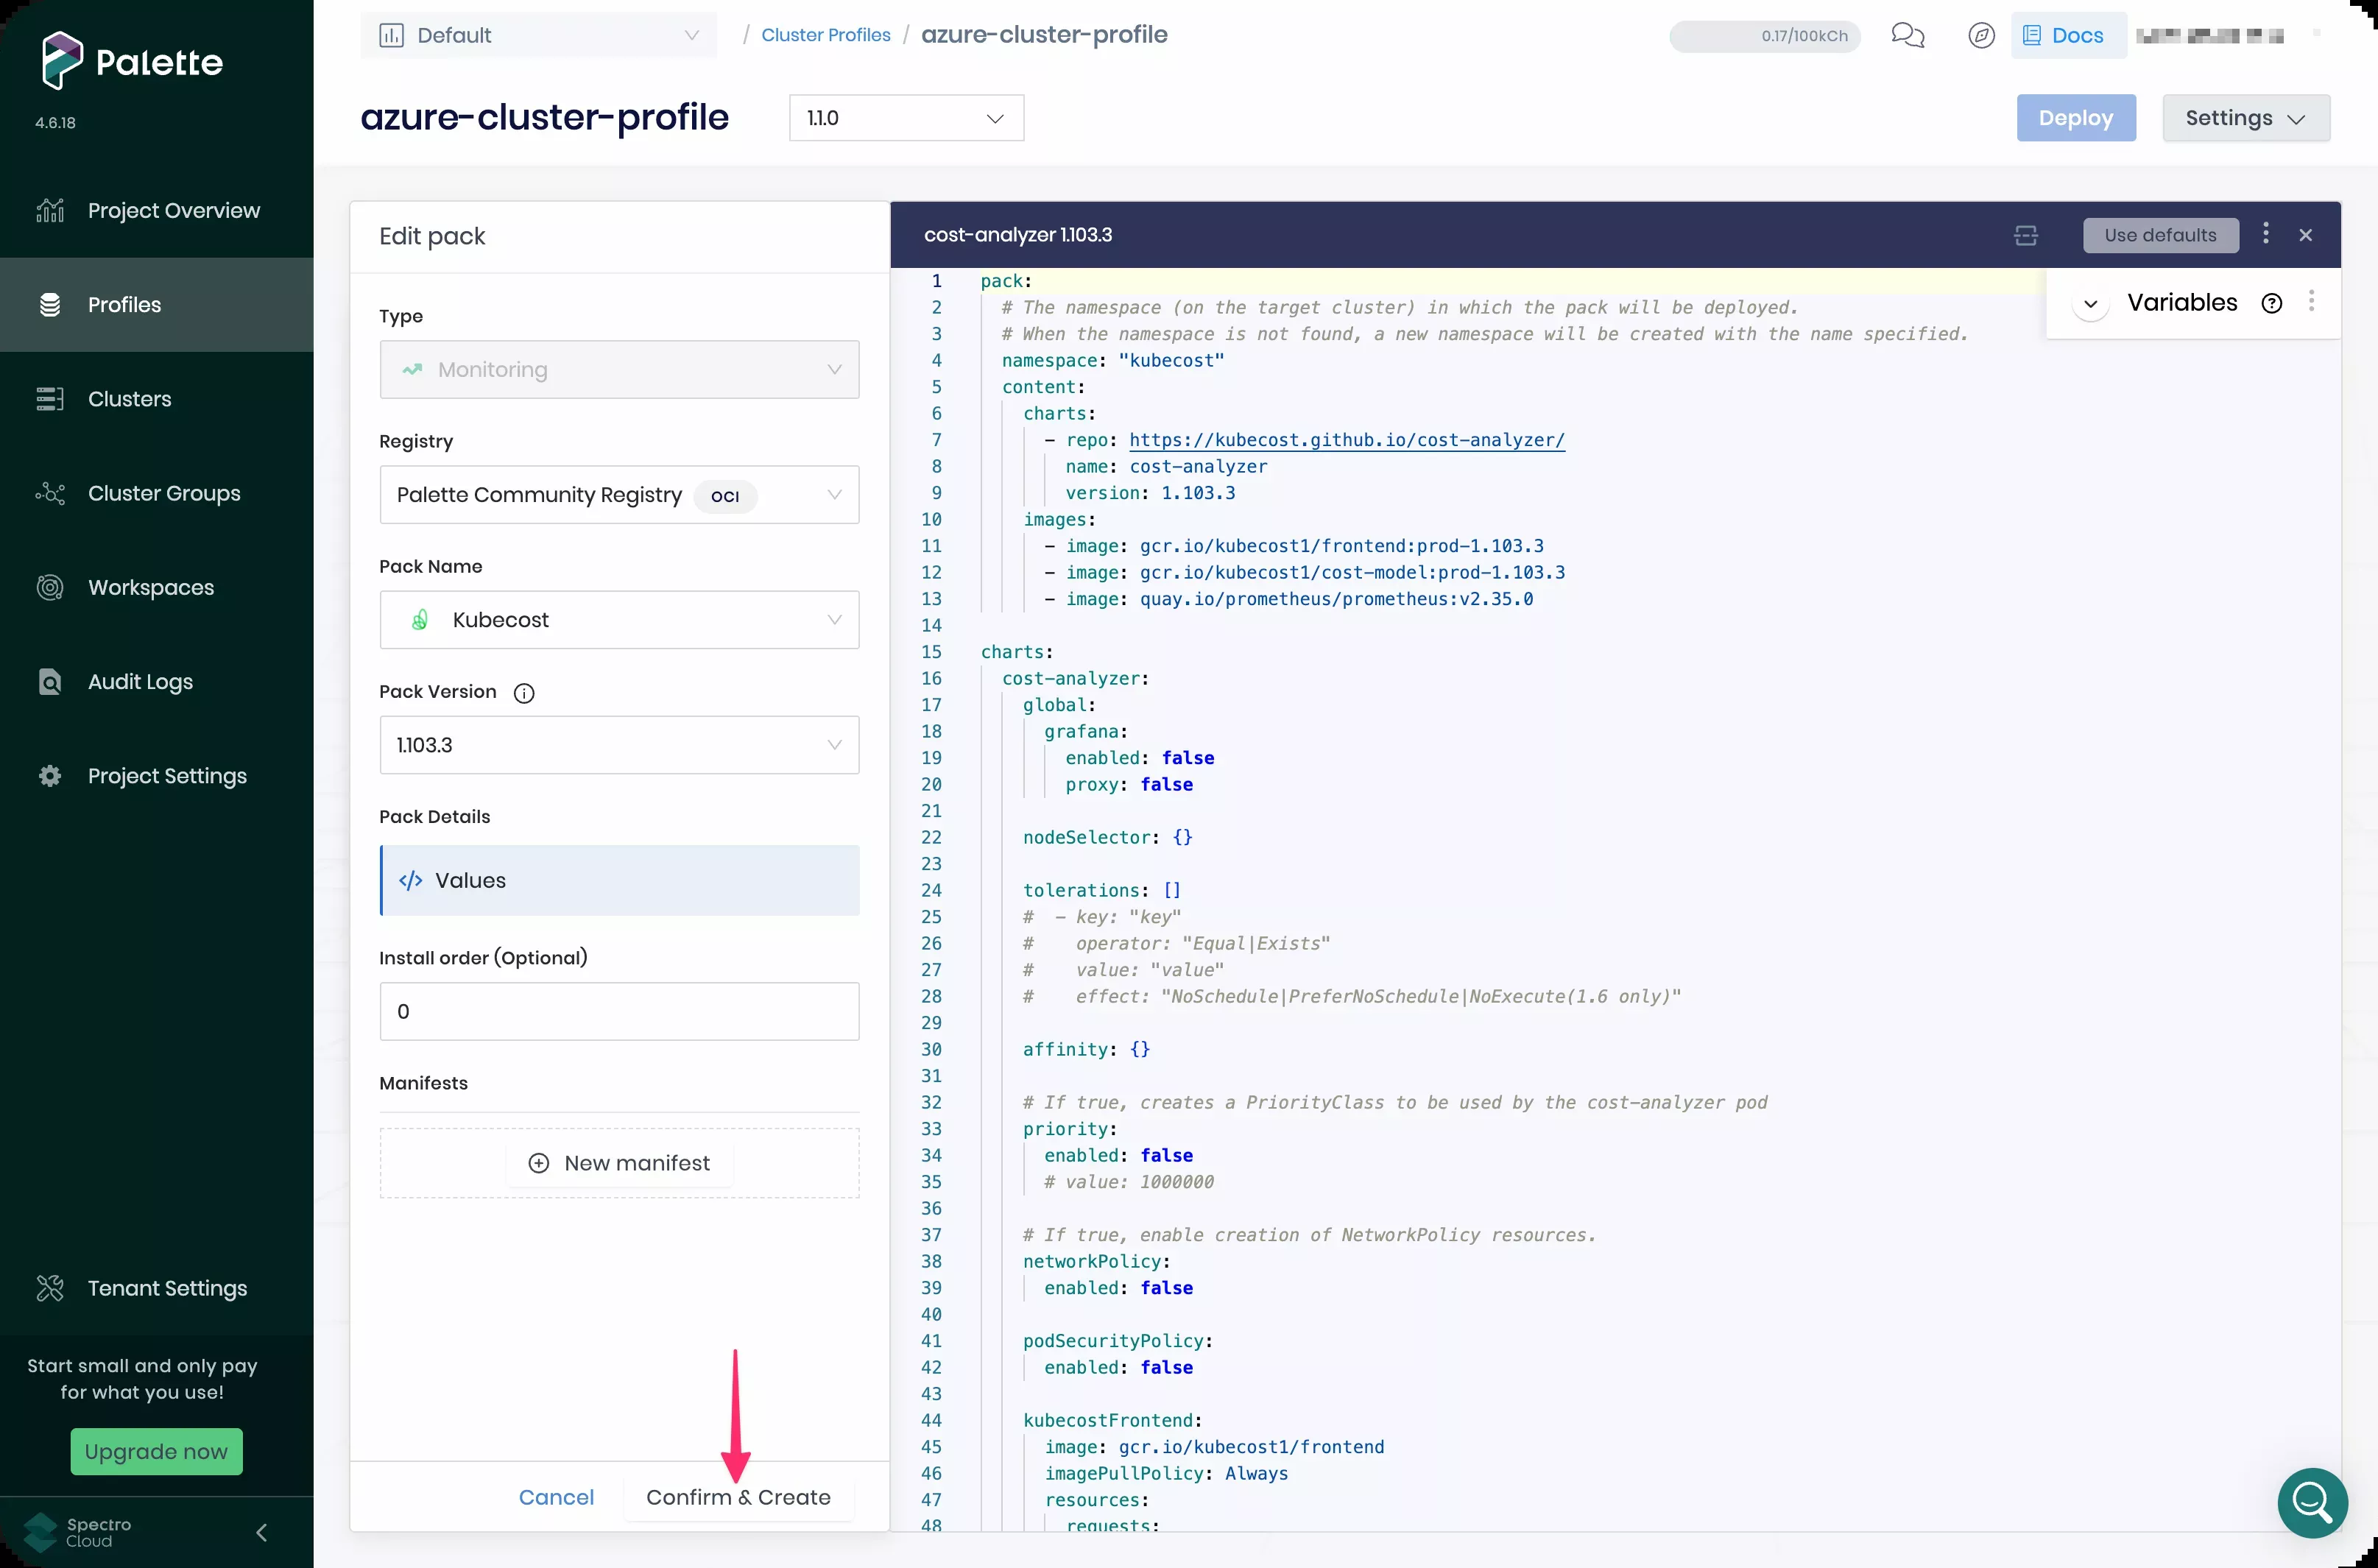 Palette
4.6.18
Project Overview
Profiles
Clusters
Cluster Groups
Workspaces
Audit Logs
Project Settings
Tenant Settings
Start small and only pay
for what you use!
Upgrade now
Spectro
Cloud
Default
/ Cluster Profiles / azure-cluster-profile
0.17/100kCh
Docs
azure-cluster-profile
1.1.0
Deploy
Settings
Edit pack
Type
Monitoring
Registry
Palette Community Registry OCI
Pack Name
Kubecost
Pack Version
1.103.3
Pack Details
</> Values
Install order (Optional)
0
Manifests
New manifest
Cancel
Confirm & Create
cost-analyzer 1.103.3
Use defaults
Variables
1 pack:
2 # The namespace (on the target cluster) in which the pack will be deployed.
3 # When the namespace is not found, a new namespace will be created with the name specified.
4 namespace: "kubecost"
5 content:
6 charts:
7 - repo: https://kubecost.github.io/cost-analyzer/
8 name: cost-analyzer
9 version: 1.103.3
10 images:
11 - image: gcr.io/kubecost1/frontend:prod-1.103.3
12 - image: gcr.io/kubecost1/cost-model:prod-1.103.3
13 - image: quay.io/prometheus/prometheus:v2.35.0
14
15 charts:
16 cost-analyzer:
17 global:
18 grafana:
19 enabled: false
20 proxy: false
21
22 nodeSelector: {}
23
24 tolerations: []
25 # - key: "key"
26 # operator: "Equal|Exists"
27 # value: "value"
28 # effect: "NoSchedule|PreferNoSchedule|NoExecute(1.6 only)"
29
30 affinity: {}
31
32 # If true, creates a PriorityClass to be used by the cost-analyzer pod
33 priority:
34 enabled: false
35 # value: 1000000
36
37 # If true, enable creation of NetworkPolicy resources.
38 networkPolicy:
39 enabled: false
40
41 podSecurityPolicy:
42 enabled: false
43
44 kubecostFrontend:
45 image: gcr.io/kubecost1/frontend
46 imagePullPolicy: Always
47 resources:
48 requests: